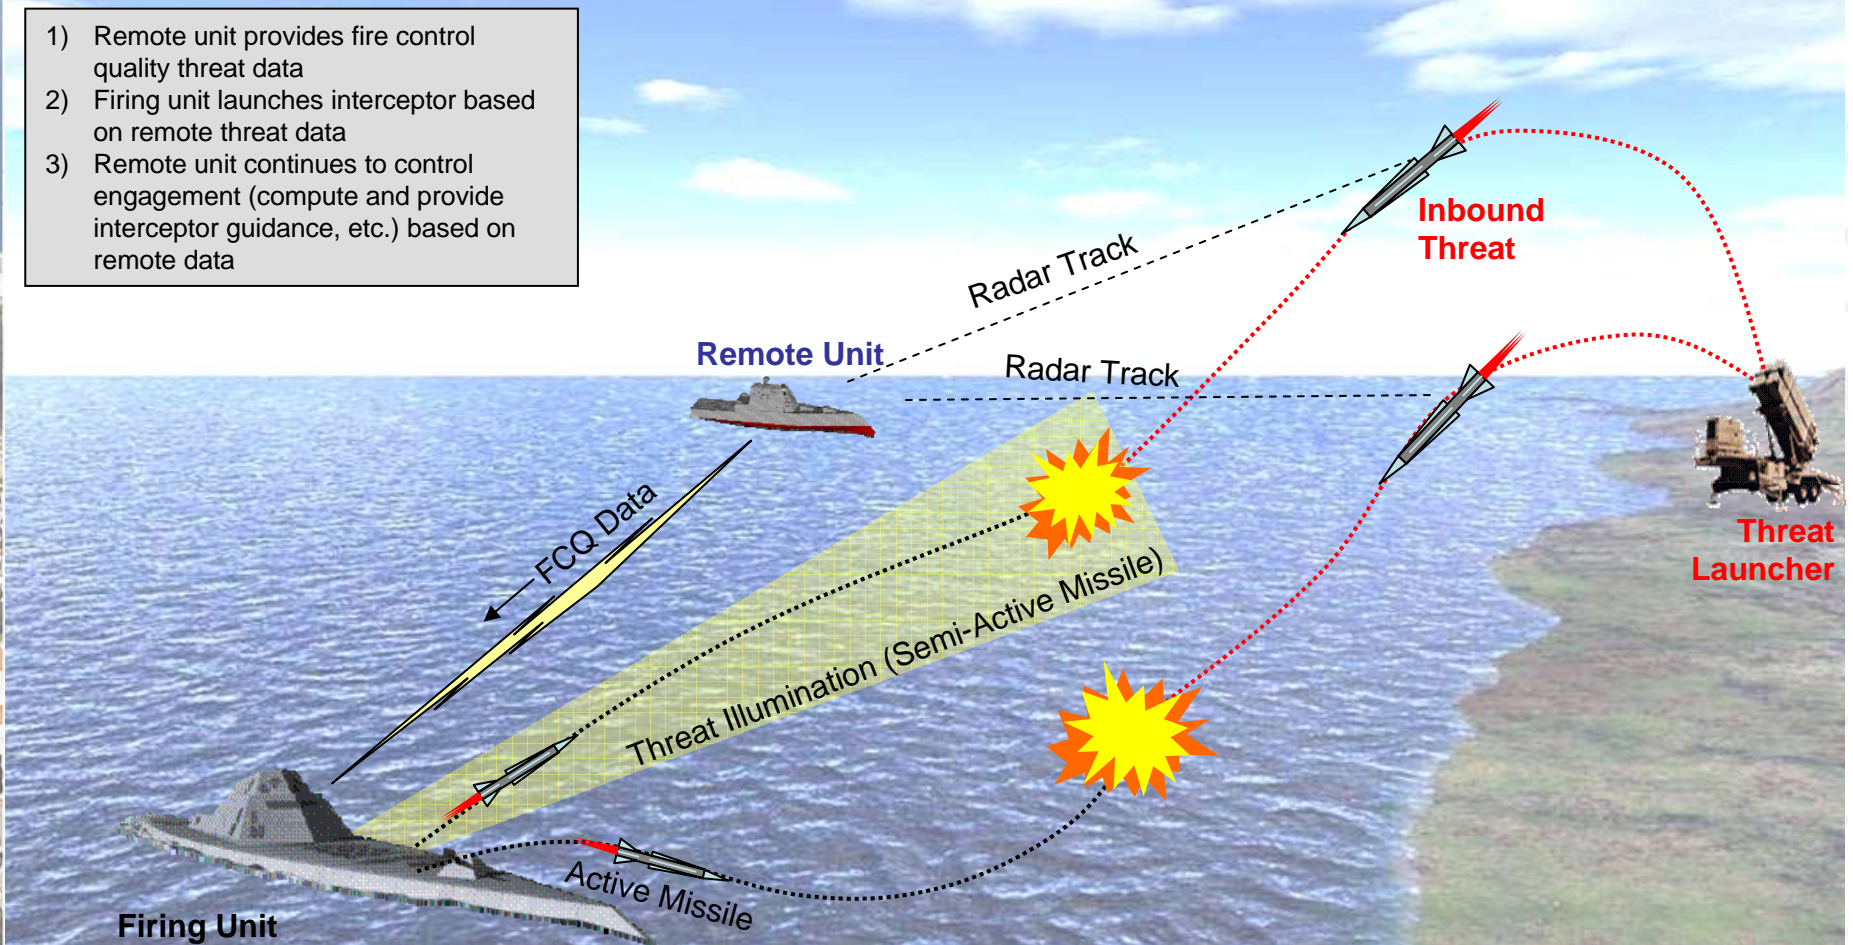 1) Remote unit provides fire control
quality threat data
2) Firing unit launches interceptor based
on remote threat data
3) Remote unit continues to control
engagement (compute and provide
interceptor guidance, etc.) based on
remote data
Inbound
Threat
Radar Track
Remote Unit
Radar Track
FCQ Data
Threat
Launcher
Threat Illumination (Semi-Active Missile)
Active Missile
Firing Unit